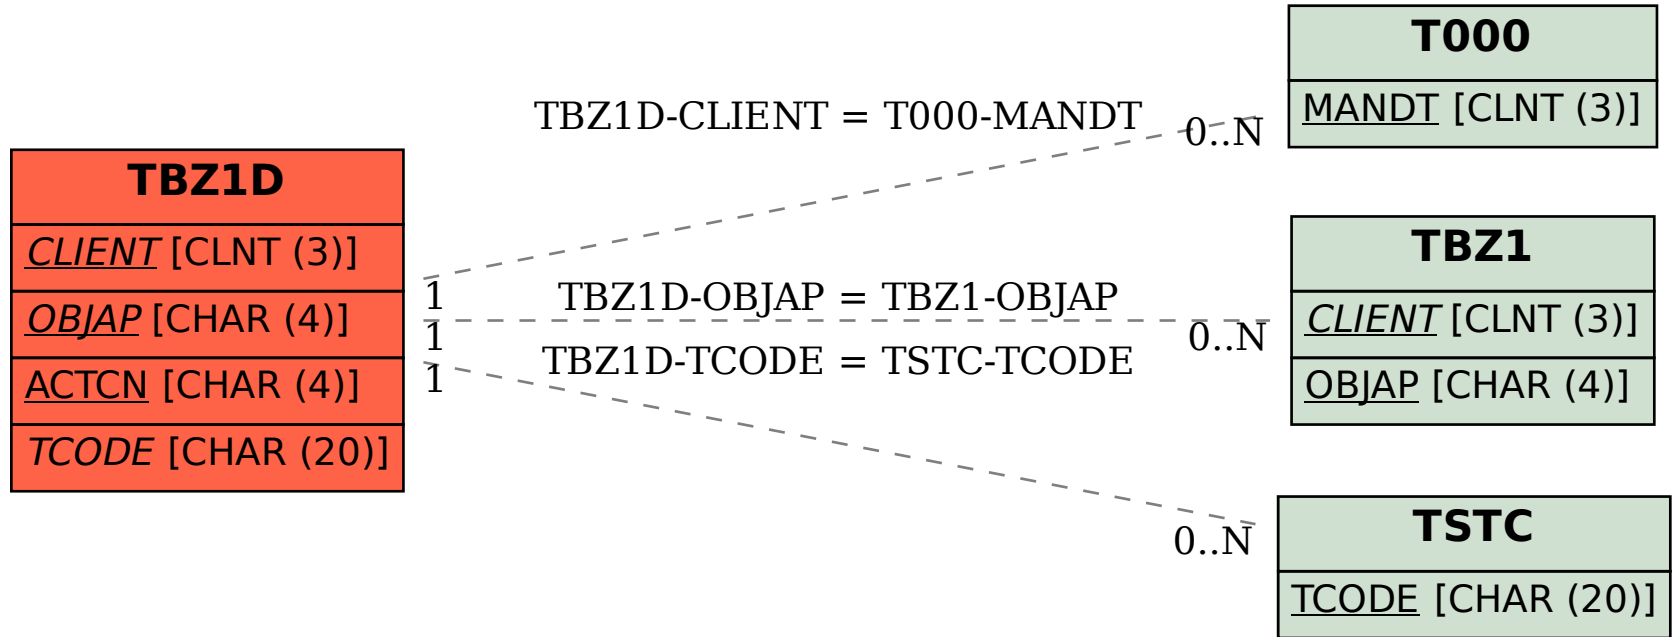 TBZ1D
CLIENT [CLNT (3)]
OBJAP [CHAR (4)]
ACTCN [CHAR (4)]
TCODE [CHAR (20)]
TBZ1D-CLIENT = T000-MANDT
0..N
1
TBZ1D-OBJAP = TBZ1-OBJAP
0..N
1
TBZ1D-TCODE = TSTC-TCODE
0..N
1
T000
MANDT [CLNT (3)]
TBZ1
CLIENT [CLNT (3)]
OBJAP [CHAR (4)]
TSTC
TCODE [CHAR (20)]